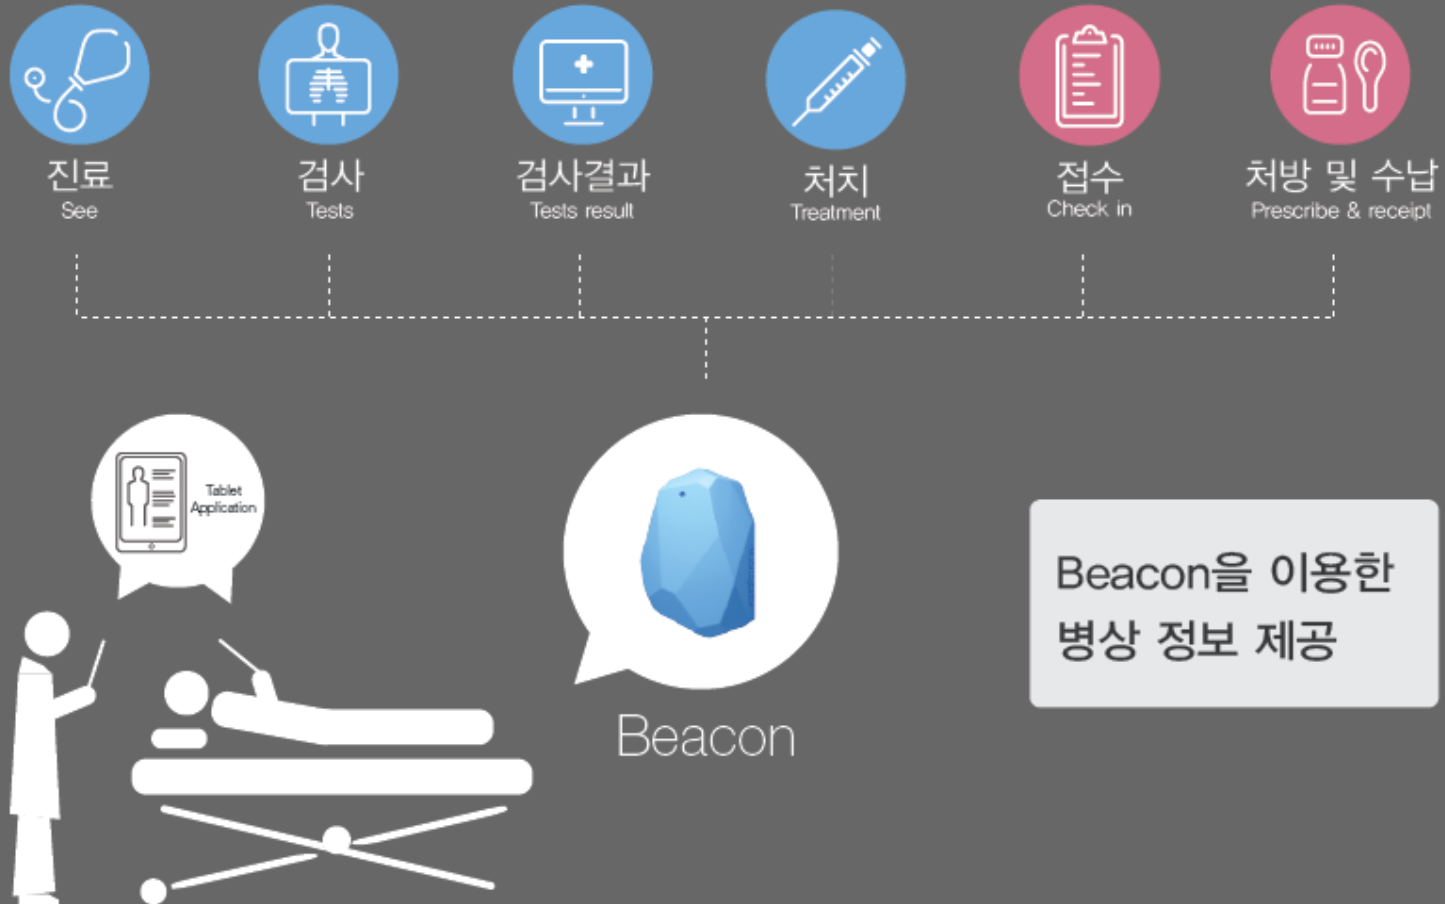 진료
See
검사
Tests
검사결과
Tests result
처치
Treatment
접수
Check in
처방 및 수납
Prescribe & receipt
Tablet
Application
Beacon
Beacon을 이용한
병상 정보 제공